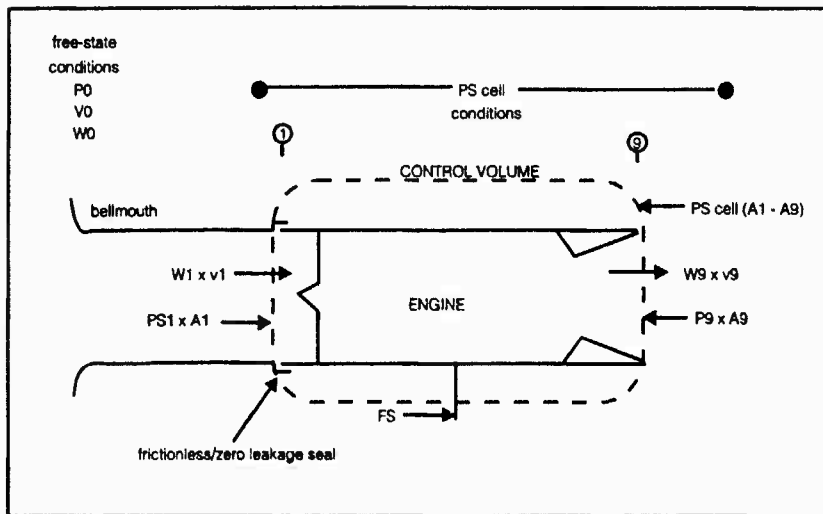 free-state
conditions
P0
V0
W0
PS cell
conditions
1
9
CONTROL VOLUME
bellmouth
PS cell (A1 - A9)
W1 x v1
W9 x v9
ENGINE
PS1 x A1
P9 x A9
FS
frictionless/zero leakage seal